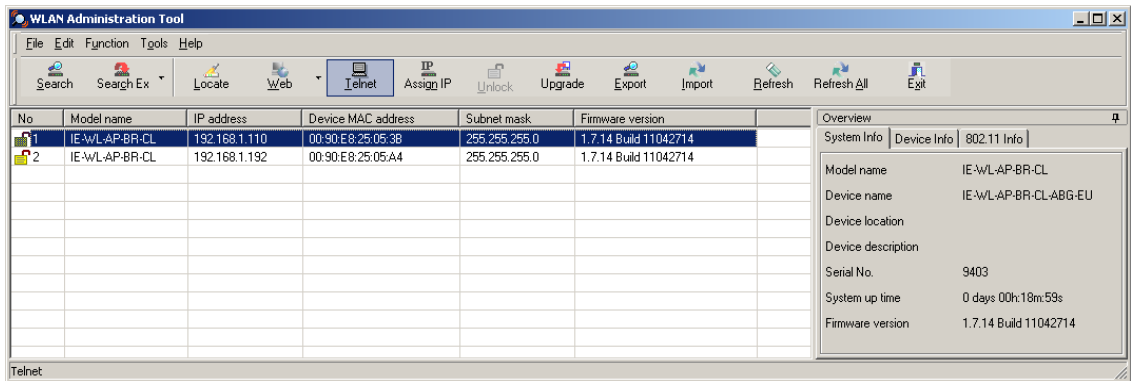 WLAN Administration Tool
File Edit Function Tools Help
Search Search Ex Locate Web Telnet Assign IP Unlock Upgrade Export Import Refresh Refresh All Exit
No Model name IP address Device MAC address Subnet mask Firmware version
1 IE-WL-AP-BR-CL 192.168.1.110 00:90:E8:25:05:3B 255.255.255.0 1.7.14 Build 11042714
2 IE-WL-AP-BR-CL 192.168.1.192 00:90:E8:25:05:A4 255.255.255.0 1.7.14 Build 11042714
Overview
System Info Device Info 802.11 Info
Model name IE-WL-AP-BR-CL
Device name IE-WL-AP-BR-CL-ABG-EU
Device location
Device description
Serial No. 9403
System up time 0 days 00h:18m:59s
Firmware version 1.7.14 Build 11042714
Telnet